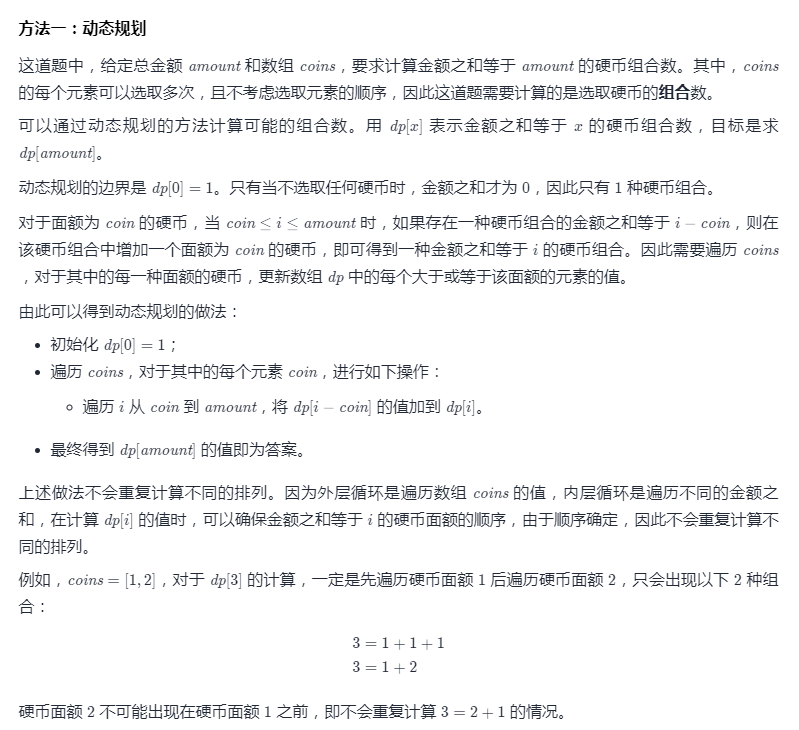 方法一：动态规划
这道题中，给定总金额 amount 和数组 coins，要求计算金额之和等于 amount 的硬币组合数。其中，coins
的每个元素可以选取多次，且不考虑选取元素的顺序，因此这道题需要计算的是选取硬币的组合数。
可以通过动态规划的方法计算可能的组合数。用 dp[x] 表示金额之和等于 x 的硬币组合数，目标是求
dp[amount]。
动态规划的边界是 dp[0] = 1。只有当不选取任何硬币时，金额之和才为 0，因此只有 1 种硬币组合。
对于面额为 coin 的硬币，当 coin ≤ i ≤ amount 时，如果存在一种硬币组合的金额之和等于 i − coin，则在
该硬币组合中增加一个面额为 coin 的硬币，即可得到一种金额之和等于 i 的硬币组合。因此需要遍历 coins
，对于其中的每一种面额的硬币，更新数组 dp 中的每个大于或等于该面额的元素的值。
由此可以得到动态规划的做法：
• 初始化 dp[0] = 1；
• 遍历 coins，对于其中的每个元素 coin，进行如下操作：
◦ 遍历 i 从 coin 到 amount，将 dp[i − coin] 的值加到 dp[i]。
• 最终得到 dp[amount] 的值即为答案。
上述做法不会重复计算不同的排列。因为外层循环是遍历数组 coins 的值，内层循环是遍历不同的金额之
和，在计算 dp[i] 的值时，可以确保金额之和等于 i 的硬币面额的顺序，由于顺序确定，因此不会重复计算不
同的排列。
例如，coins = [1, 2]，对于 dp[3] 的计算，一定是先遍历硬币面额 1 后遍历硬币面额 2，只会出现以下 2 种组
合：
3 = 1 + 1 + 1
3 = 1 + 2
硬币面额 2 不可能出现在硬币面额 1 之前，即不会重复计算 3 = 2 + 1 的情况。